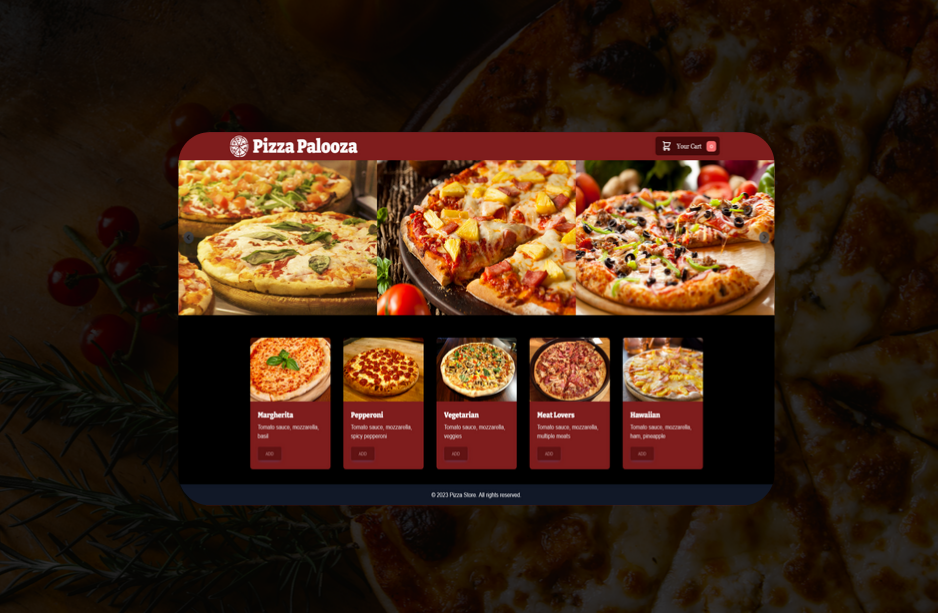 Pizza Palooza
Your Cart
0
Margherita
Tomato sauce, mozzarella,
basil
ADD
Pepperoni
Tomato sauce, mozzarella,
spicy pepperoni
ADD
Vegetarian
Tomato sauce, mozzarella,
veggies
ADD
Meat Lovers
Tomato sauce, mozzarella,
multiple meats
ADD
Hawaiian
Tomato sauce, mozzarella,
ham, pineapple
ADD
© 2023 Pizza Store. All rights reserved.